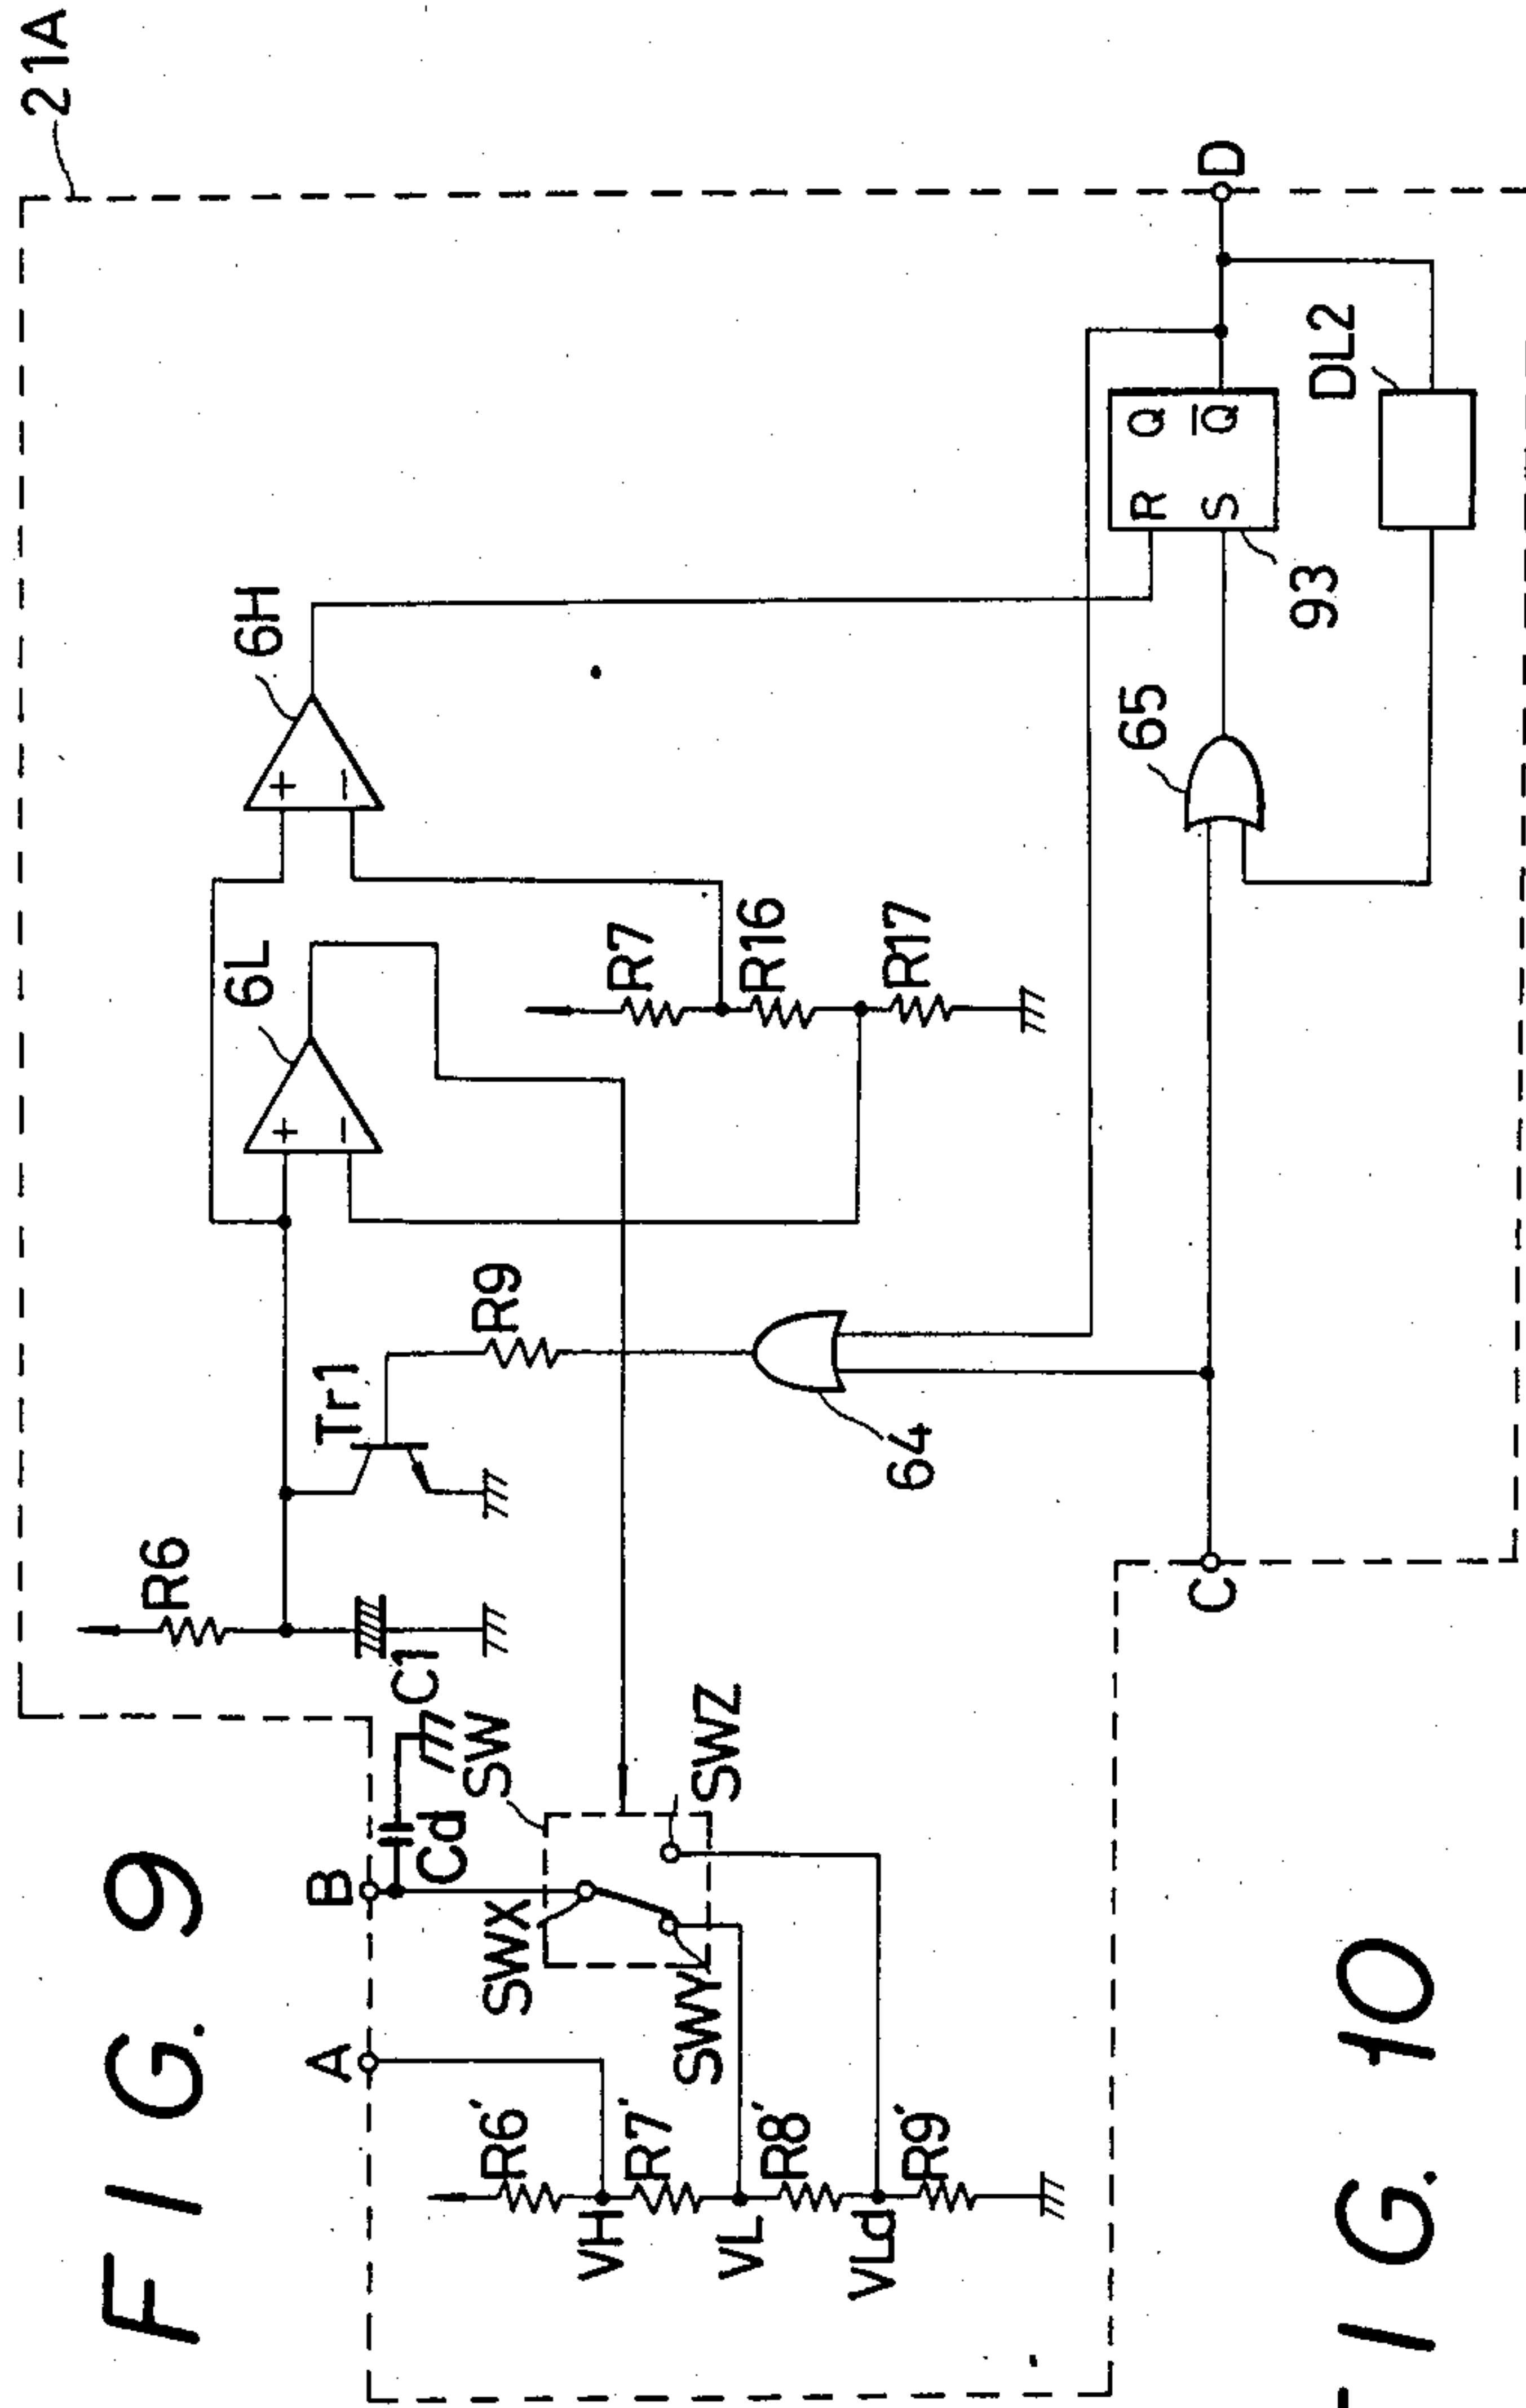 FIG. 9
21A
A
B
Cd
C1
R6
Tr1
R9
6L
6H
+
−
+
−
R7
R16
R17
SW
SWX
SWY
SWZ
R6'
VH
R7'
VL
R8'
VLd
R9'
64
65
R Q
S Q̅
93
DL2
C
D
FIG. 10